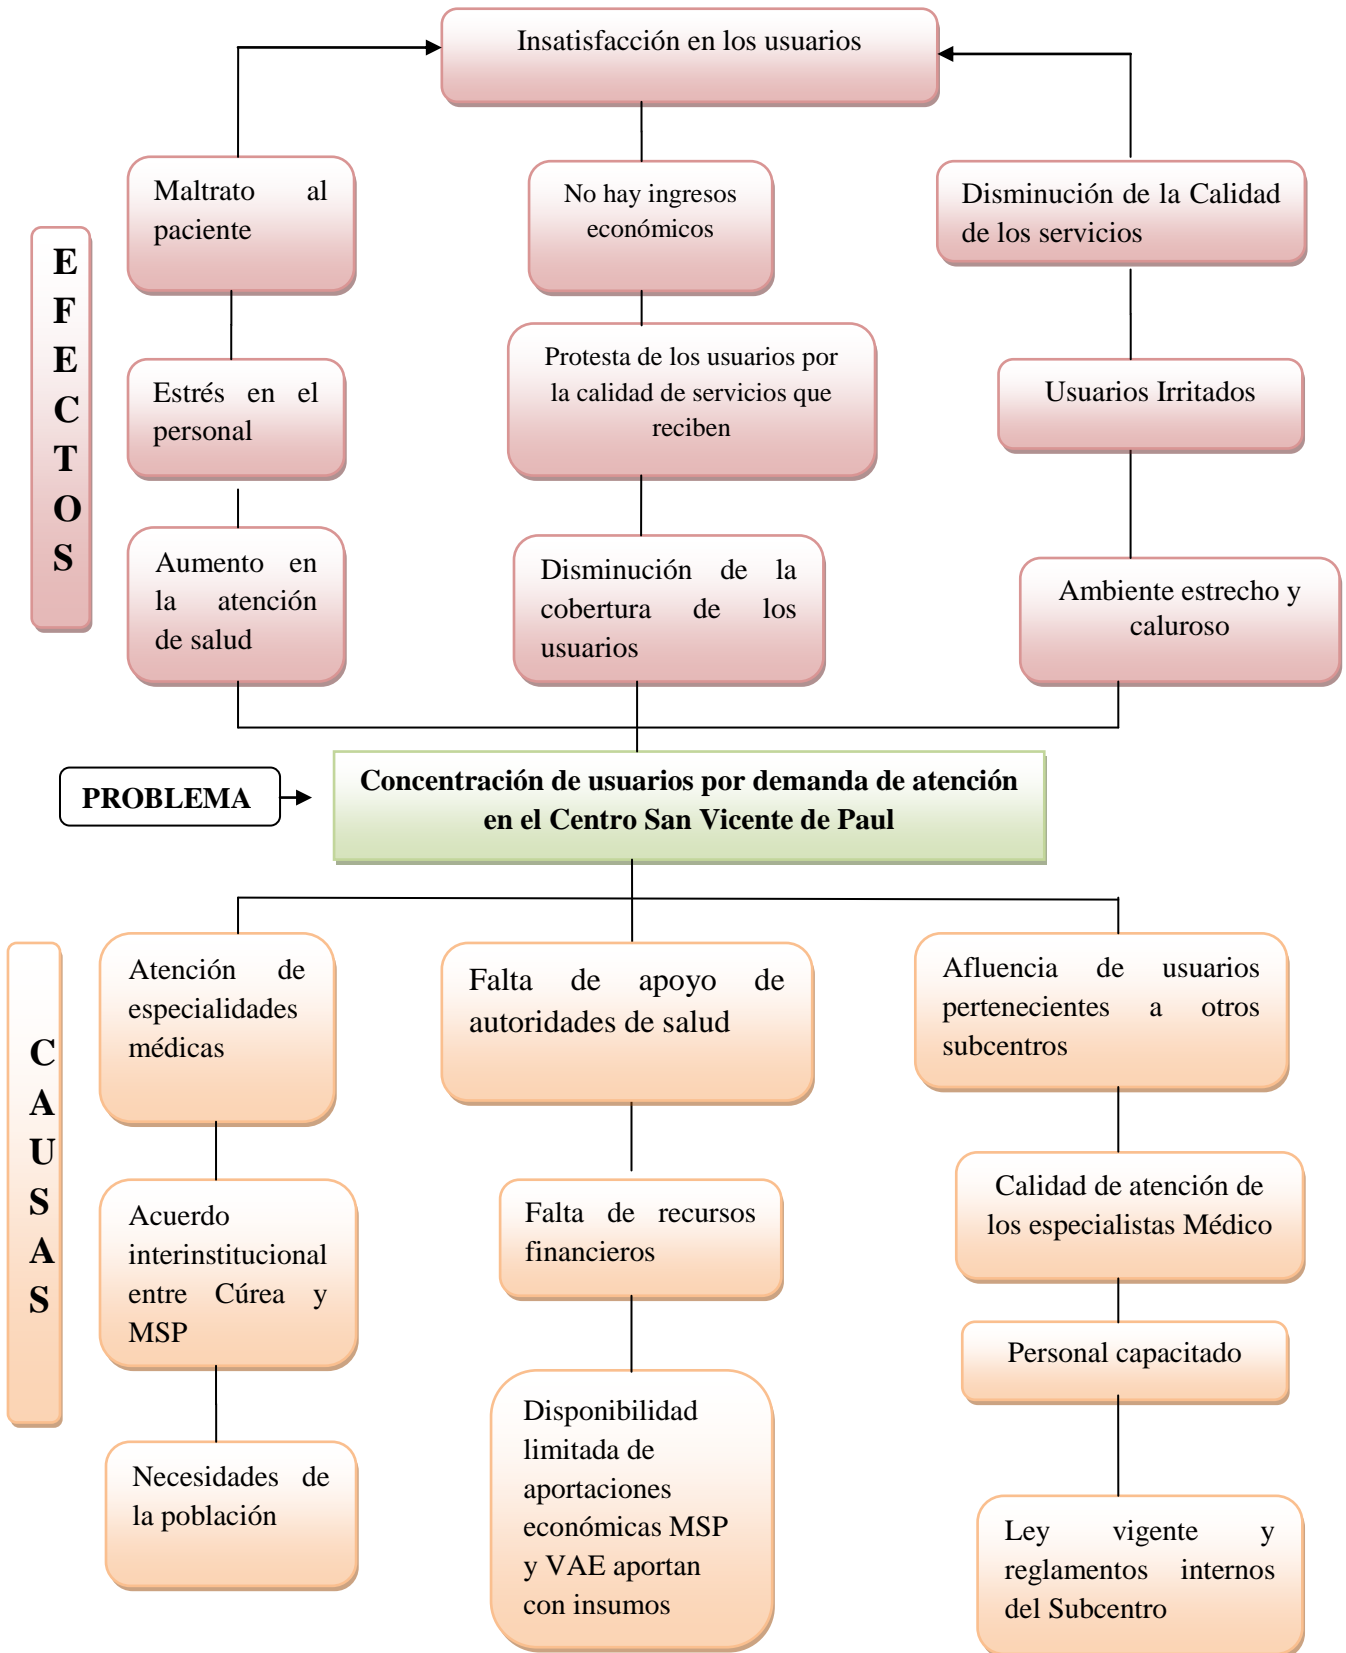 Insatisfacción en los usuarios
Maltrato al
paciente
No hay ingresos
económicos
Disminución de la Calidad
de los servicios
EFECTOS
Estrés en el
personal
Protesta de los usuarios por
la calidad de servicios que
reciben
Usuarios Irritados
Aumento en
la atención
de salud
Disminución de la
cobertura de los
usuarios
Ambiente estrecho y
caluroso
PROBLEMA
Concentración de usuarios por demanda de atención
en el Centro San Vicente de Paul
CAUSAS
Atención de
especialidades
médicas
Falta de apoyo de
autoridades de salud
Afluencia de usuarios
pertenecientes a otros
subcentros
Acuerdo
interinstitucional
entre Cúrea y
MSP
Falta de recursos
financieros
Calidad de atención de
los especialistas Médico
Personal capacitado
Necesidades de
la población
Disponibilidad
limitada de
aportaciones
económicas MSP
y VAE aportan
con insumos
Ley vigente y
reglamentos internos
del Subcentro